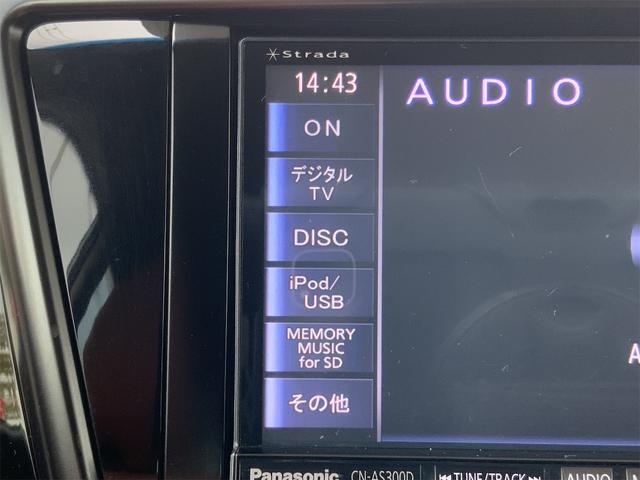 Strada
14:43
AUDIO
ON
デジタル
TV
DISC
iPod/
USB
MEMORY
MUSIC
for SD
その他
Panasonic CN-AS300D TUNE/TRACK AUDIO